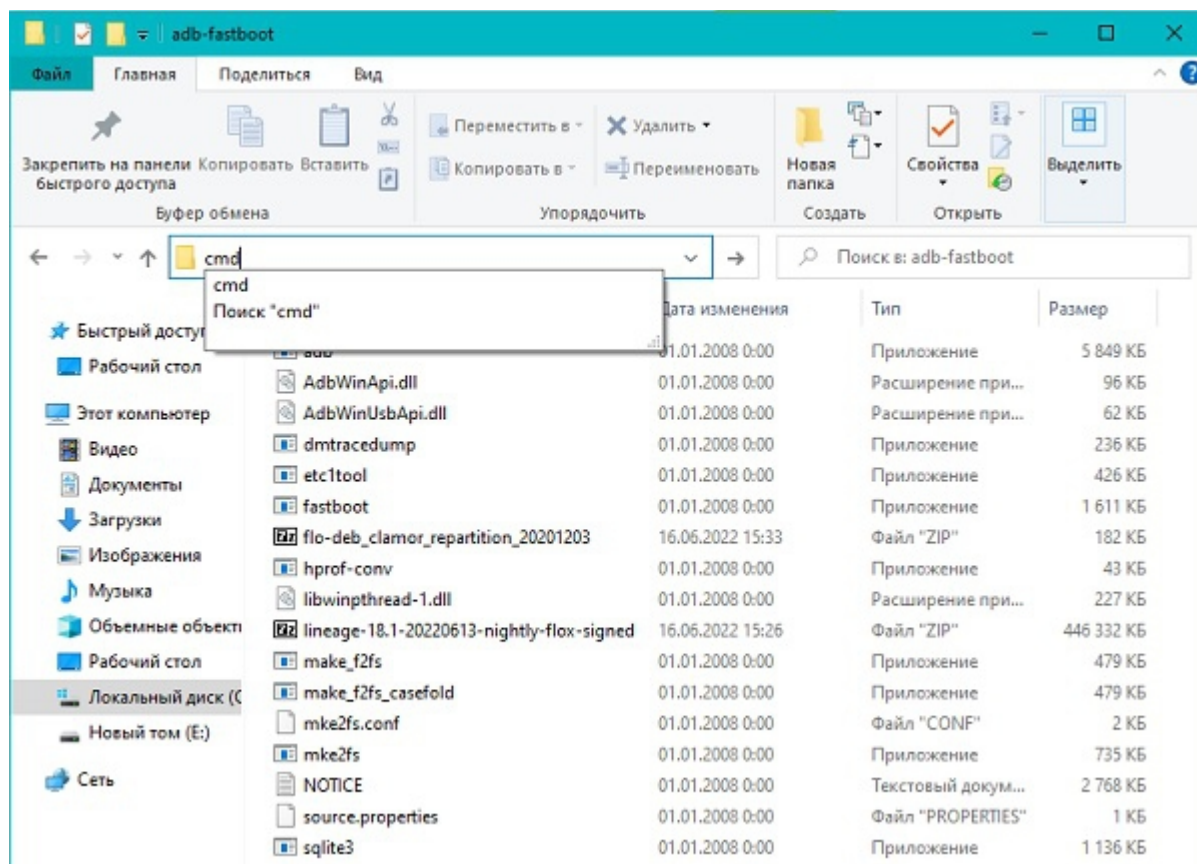 adb-fastboot
Файл Главная Поделиться Вид
Закрепить на панели быстрого доступа Копировать Вставить Переместить в Копировать в Удалить Переименовать Новая папка Свойства Выделить
Буфер обмена Упорядочить Создать Открыть
cmd Поиск в: adb-fastboot
cmd
Поиск "cmd"
Дата изменения Тип Размер
Быстрый доступ
Рабочий стол
Этот компьютер
Видео
Документы
Загрузки
Изображения
Музыка
Объемные объекты
Рабочий стол
Локальный диск (C
Новый том (E:)
Сеть
adb 01.01.2008 0:00 Приложение 5 849 КБ
AdbWinApi.dll 01.01.2008 0:00 Расширение при... 96 КБ
AdbWinUsbApi.dll 01.01.2008 0:00 Расширение при... 62 КБ
dmtracedump 01.01.2008 0:00 Приложение 236 КБ
etc1tool 01.01.2008 0:00 Приложение 426 КБ
fastboot 01.01.2008 0:00 Приложение 1 611 КБ
flo-deb_clamor_repartition_20201203 16.06.2022 15:33 Файл "ZIP" 182 КБ
hprof-conv 01.01.2008 0:00 Приложение 43 КБ
libwinpthread-1.dll 01.01.2008 0:00 Расширение при... 227 КБ
lineage-18.1-20220613-nightly-flox-signed 16.06.2022 15:26 Файл "ZIP" 446 332 КБ
make_f2fs 01.01.2008 0:00 Приложение 479 КБ
make_f2fs_casefold 01.01.2008 0:00 Приложение 479 КБ
mke2fs.conf 01.01.2008 0:00 Файл "CONF" 2 КБ
mke2fs 01.01.2008 0:00 Приложение 735 КБ
NOTICE 01.01.2008 0:00 Текстовый докум... 2 768 КБ
source.properties 01.01.2008 0:00 Файл "PROPERTIES" 1 КБ
sqlite3 01.01.2008 0:00 Приложение 1 136 КБ